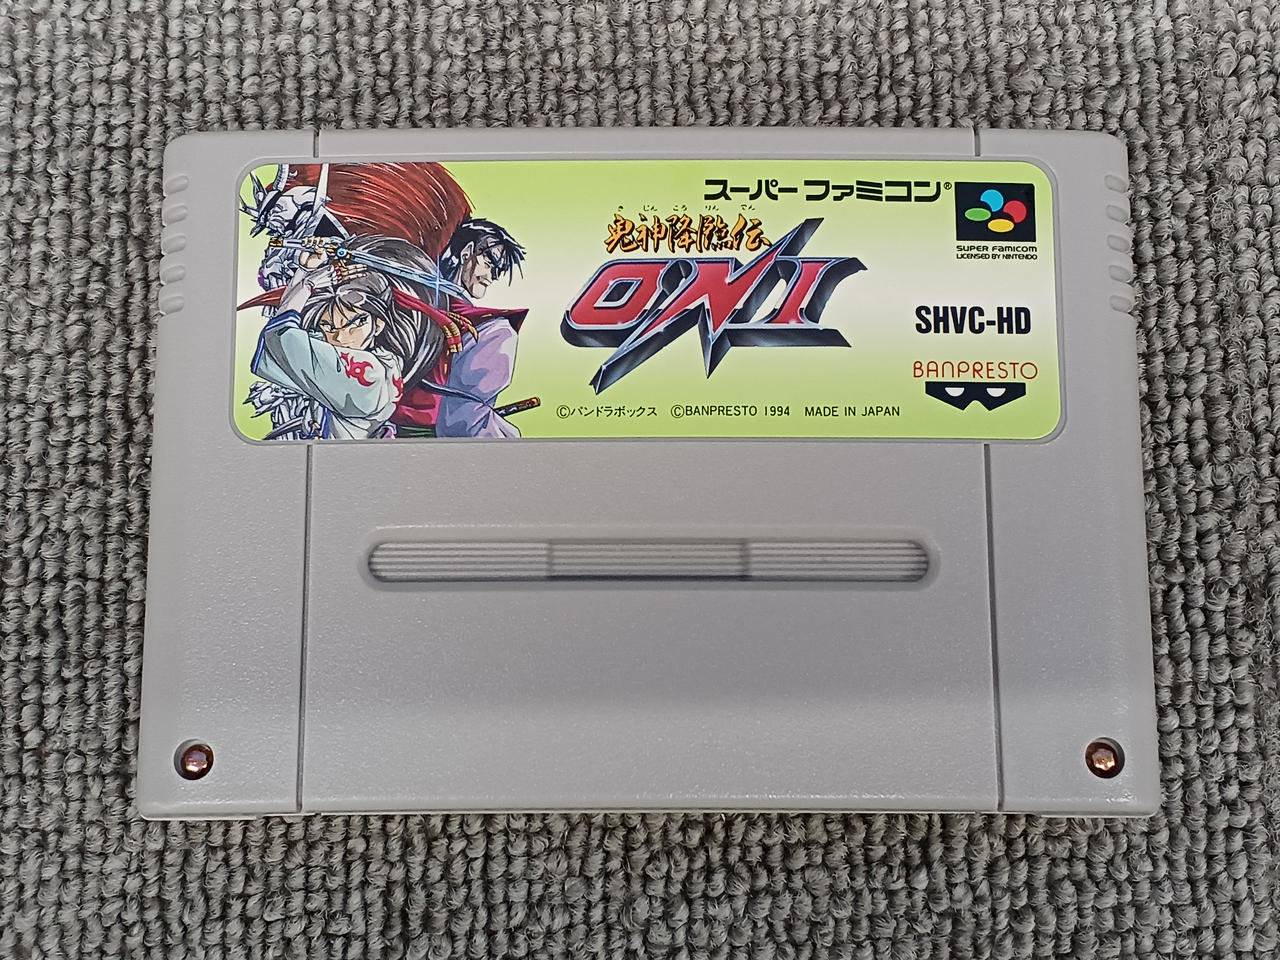 スーパーファミコン®
き じん こう りん でん
鬼神降臨伝
ONI
SUPER FAMICOM
LICENSED BY NINTENDO
SHVC-HD
BANPRESTO
©パンドラボックス ©BANPRESTO 1994 MADE IN JAPAN